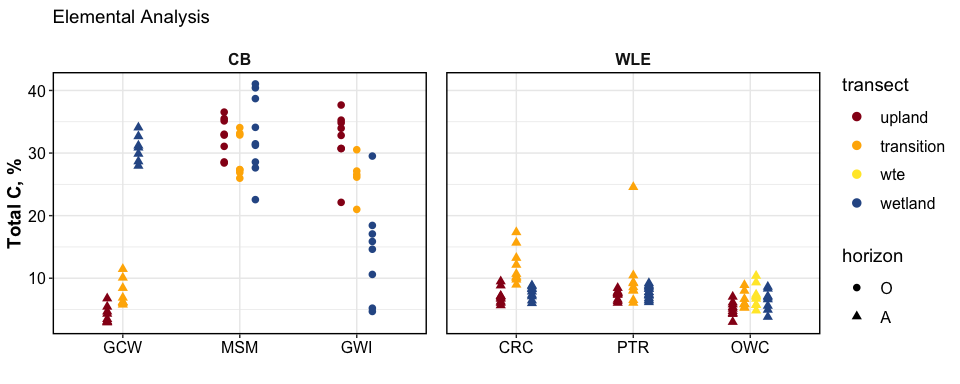 Elemental Analysis
CB
WLE
Total C, %
40
30
20
10
GCW
MSM
GWI
CRC
PTR
OWC
transect
upland
transition
wte
wetland
horizon
O
A